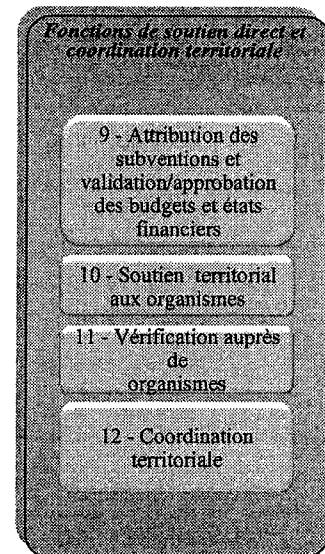 Fonctions de soutien direct et
coordination territoriale
9 - Attribution des
subventions et
validation/approbation
des budgets et états
financiers
10 - Soutien territorial
aux organismes
11 - Vérification auprès
de
organismes
12 - Coordination
territoriale